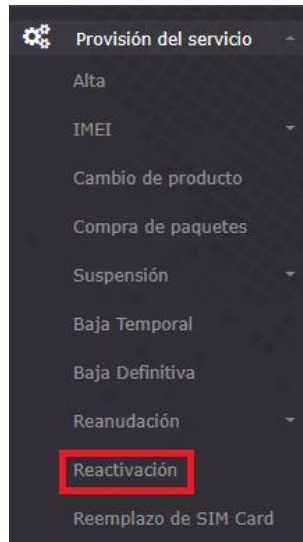 Provisión del servicio
Alta
IMEI
Cambio de producto
Compra de paquetes
Suspensión
Baja Temporal
Baja Definitiva
Reanudación
Reactivación
Reemplazo de SIM Card